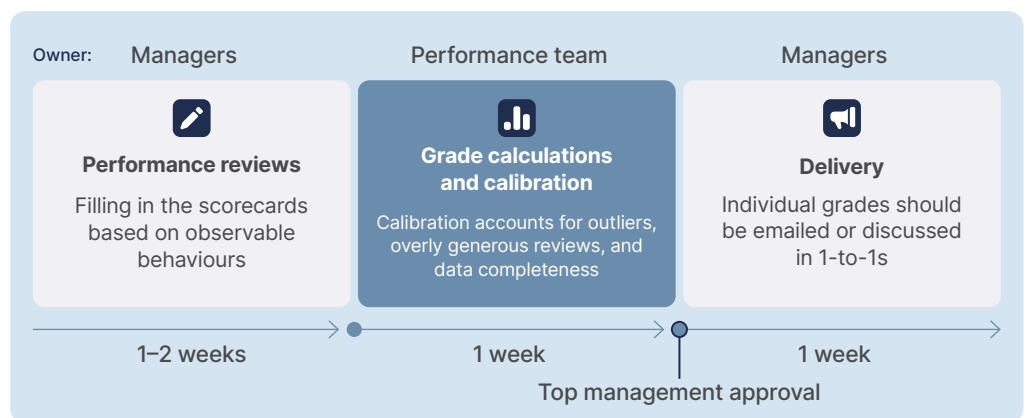 Owner:
Managers
Performance team
Managers
Performance reviews
Filling in the scorecards
based on observable
behaviours
Grade calculations
and calibration
Calibration accounts for outliers,
overly generous reviews, and
data completeness
Delivery
Individual grades should
be emailed or discussed
in 1-to-1s
1–2 weeks
1 week
1 week
Top management approval